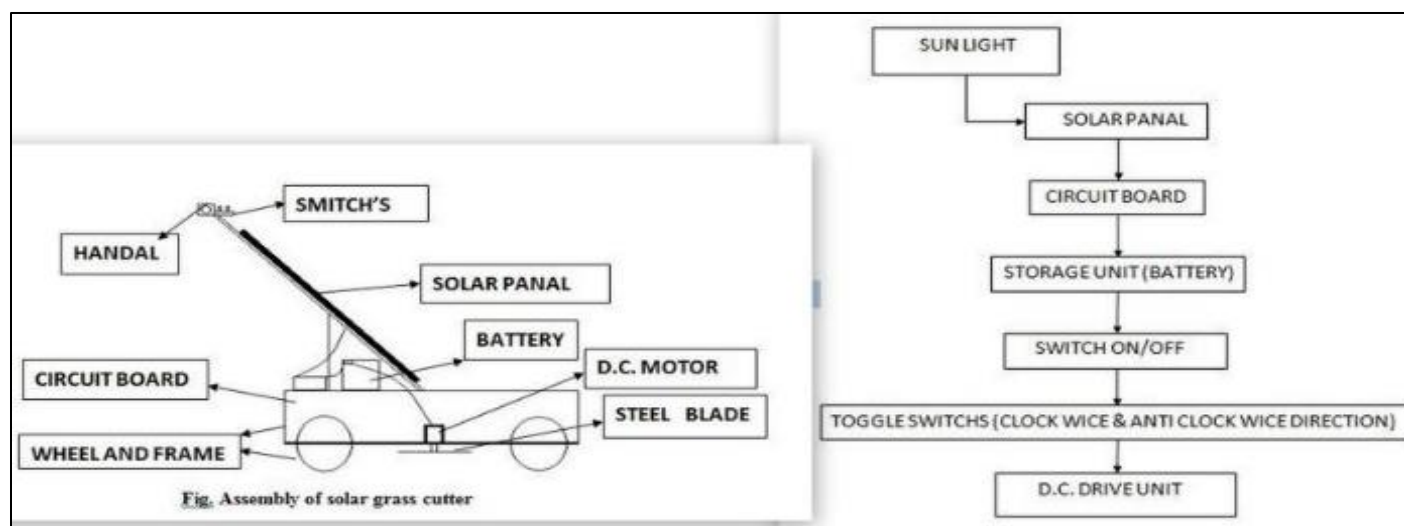 SMITCH'S
HANDAL
SOLAR PANAL
BATTERY
D.C. MOTOR
CIRCUIT BOARD
STEEL BLADE
WHEEL AND FRAME
Fig. Assembly of solar grass cutter
SUN LIGHT
SOLAR PANAL
CIRCUIT BOARD
STORAGE UNIT (BATTERY)
SWITCH ON/OFF
TOGGLE SWITCHS (CLOCK WICE & ANTI CLOCK WICE DIRECTION)
D.C. DRIVE UNIT